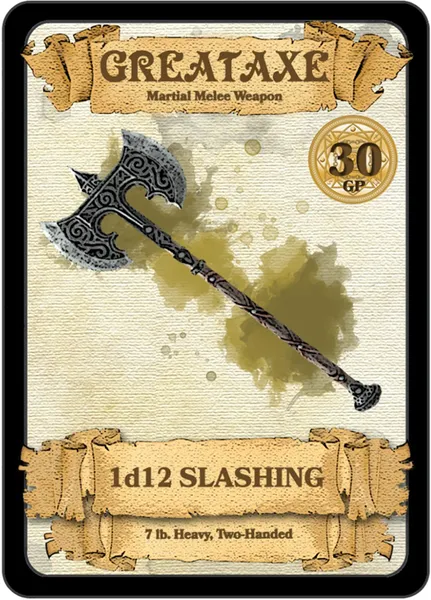 GREATAXE
Martial Melee Weapon
30
GP
1d12 SLASHING
7 lb. Heavy, Two-Handed